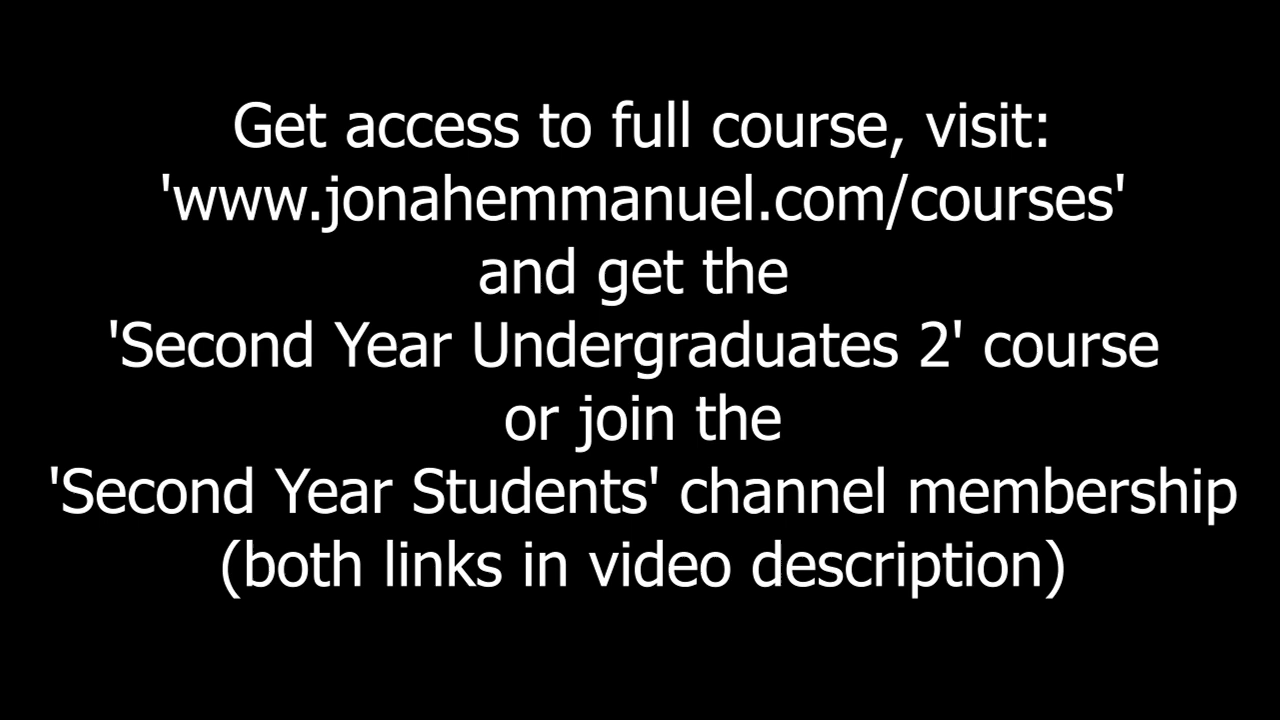 Get access to full course, visit:
'www.jonahemmanuel.com/courses'
and get the
'Second Year Undergraduates 2' course
or join the
'Second Year Students' channel membership
(both links in video description)